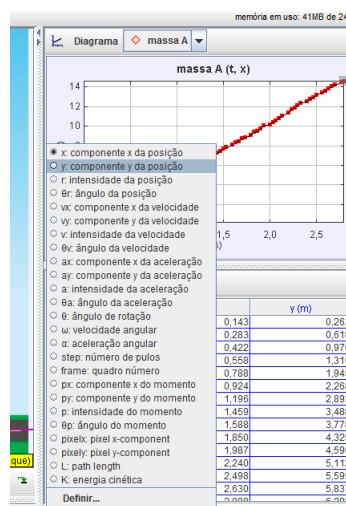 memória em uso: 41MB de 24
Diagrama massa A
massa A (t, x)
14
12
10
x: componente x da posição
y: componente y da posição
r: intensidade da posição
θr: ângulo da posição
vx: componente x da velocidade
vy: componente y da velocidade
v: intensidade da velocidade
1,5 2,0 2,5
θv: ângulo da velocidade
ax: componente x da aceleração
ay: componente y da aceleração
a: intensidade da aceleração
θa: ângulo da aceleração
θ: ângulo de rotação
y (m)
ω: velocidade angular
0,143 0,263
α: aceleração angular
0,283 0,618
step: número de pulos
0,422
frame: quadro número
0,558
px: componente x do momento
0,788
py: componente y do momento
0,924
p: intensidade do momento
1,196
θp: ângulo do momento
1,459
pixelx: pixel x-component
1,588
pixely: pixel y-component
1,850
L: path length
1,987
K: energia cinética
2,240
Definir...
2,498
2,630
que)